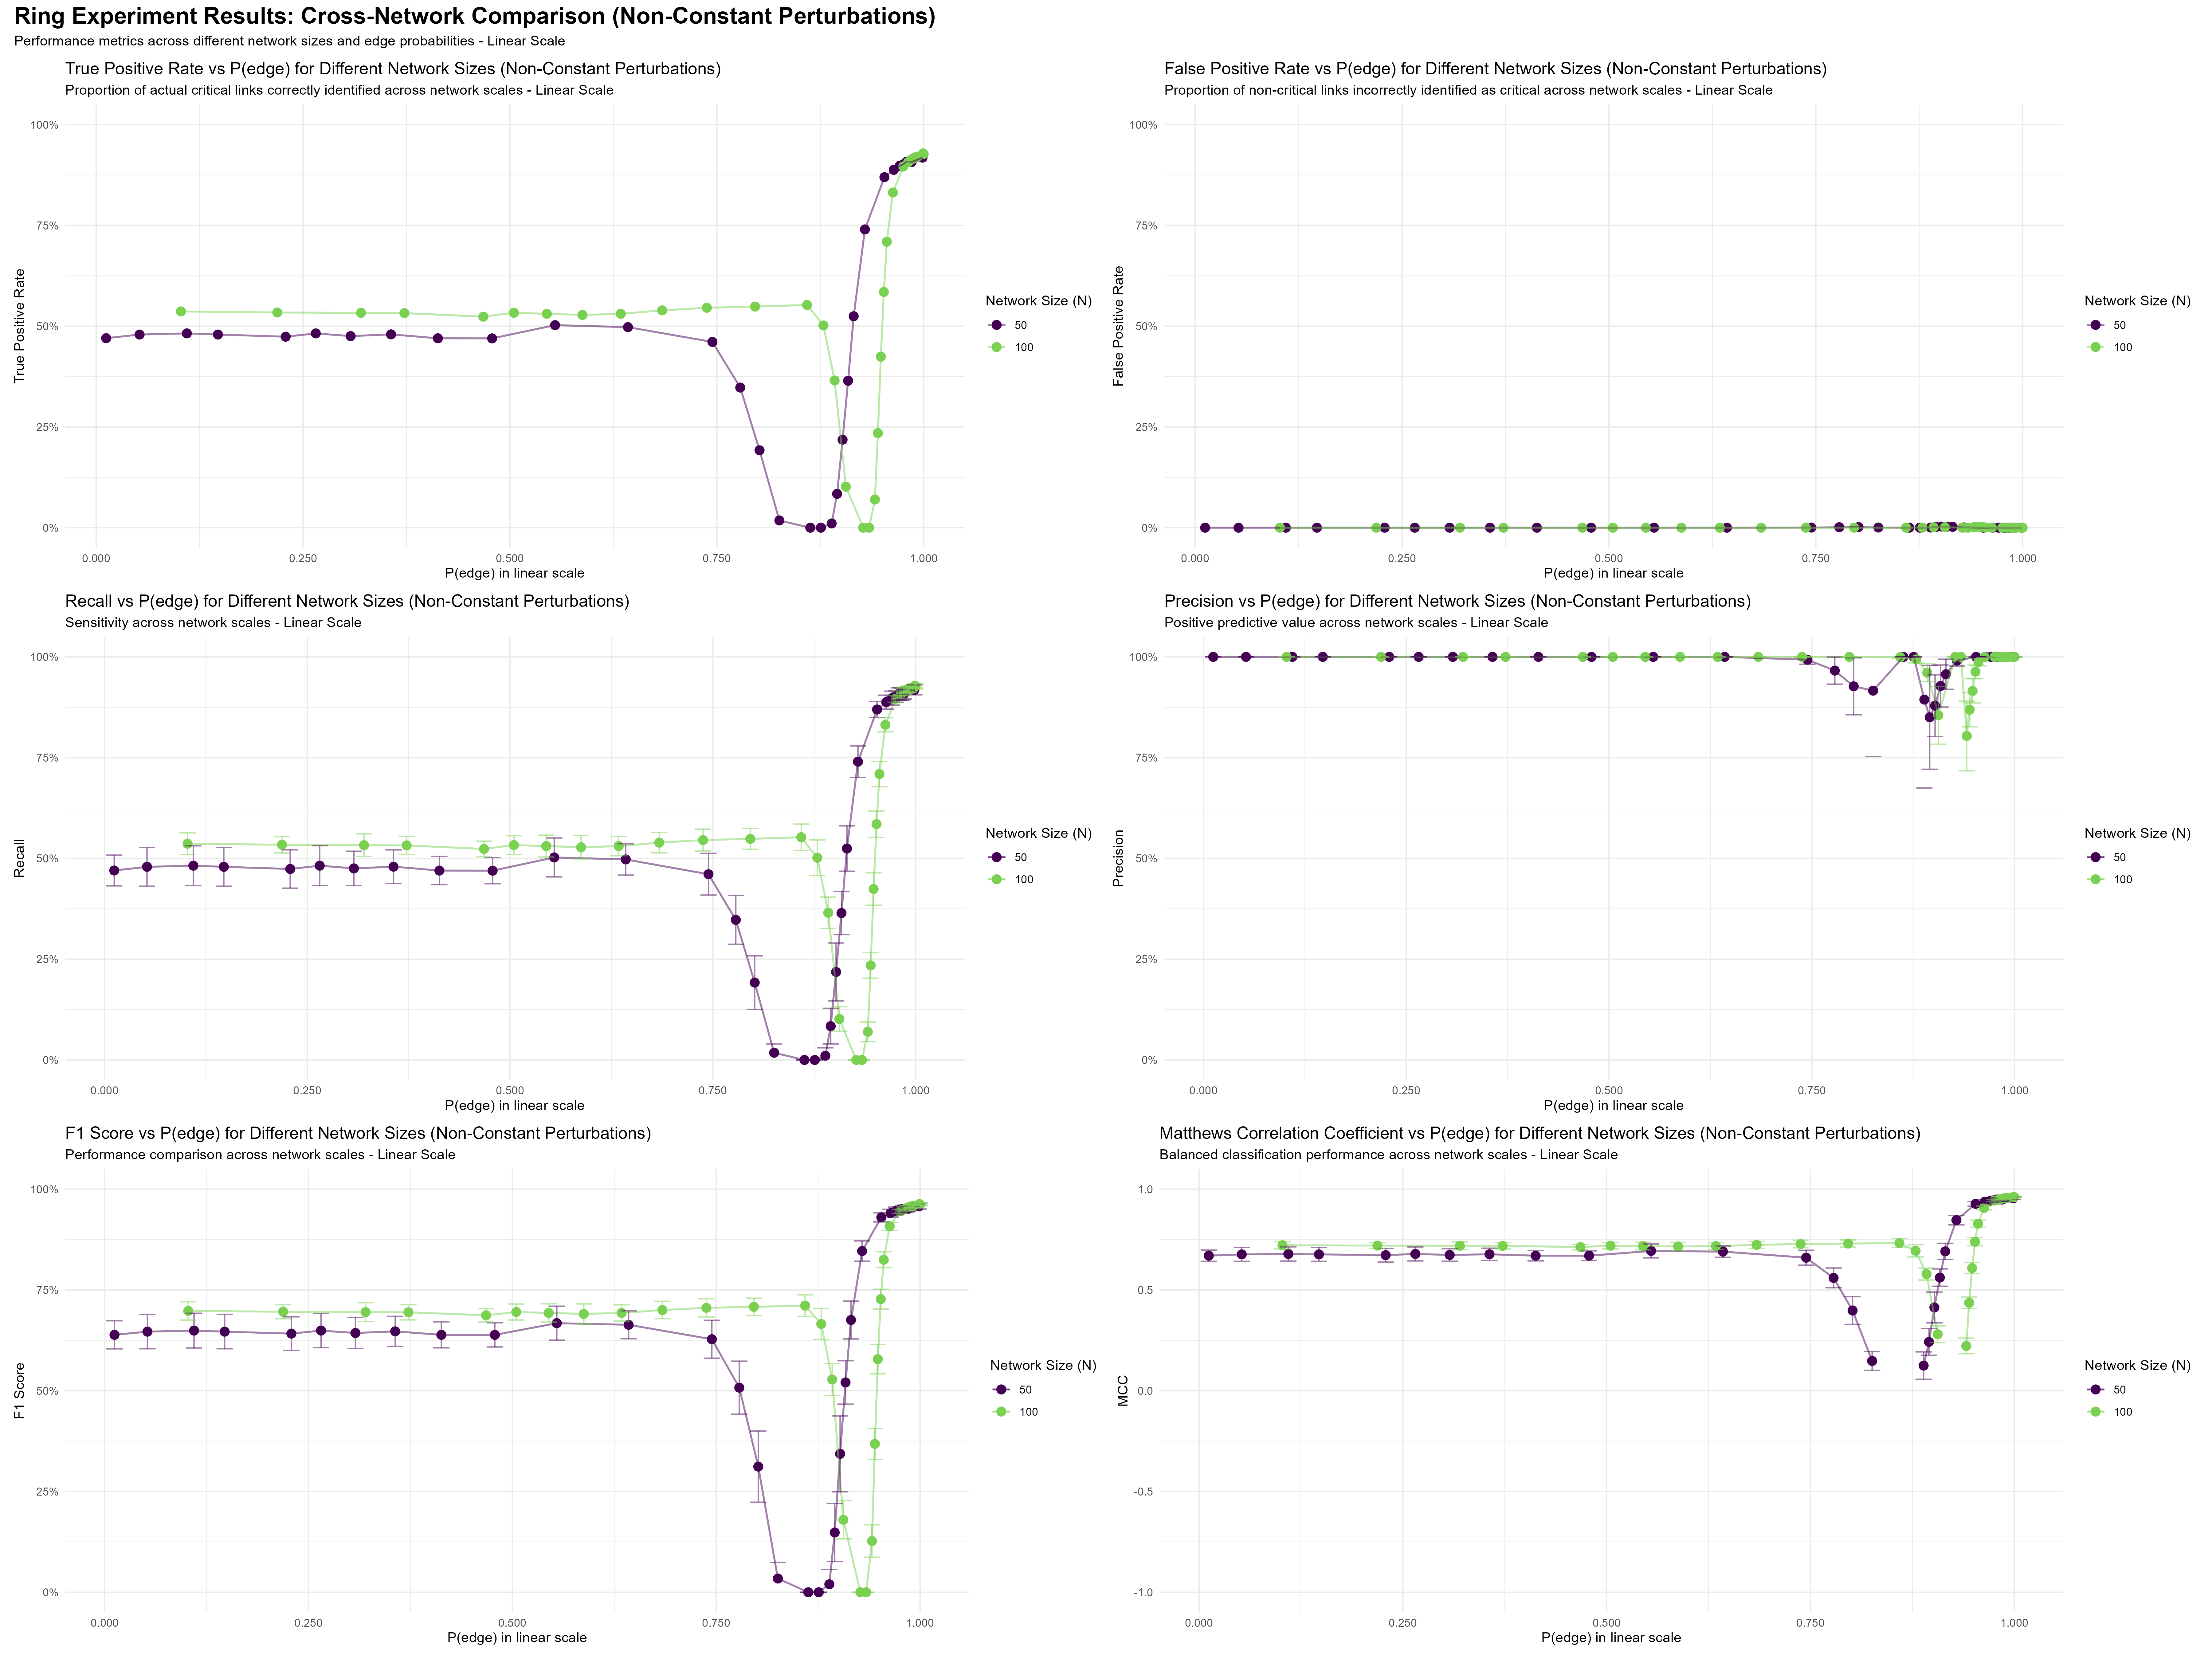 Ring Experiment Results: Cross-Network Comparison (Non-Constant Perturbations)
Performance metrics across different network sizes and edge probabilities - Linear Scale
True Positive Rate vs P(edge) for Different Network Sizes (Non-Constant Perturbations)
Proportion of actual critical links correctly identified across network scales - Linear Scale
100%
75%
50%
25%
0%
True Positive Rate
0.000
0.250
0.500
0.750
1.000
P(edge) in linear scale
Network Size (N)
50
100
False Positive Rate vs P(edge) for Different Network Sizes (Non-Constant Perturbations)
Proportion of non-critical links incorrectly identified as critical across network scales - Linear Scale
100%
75%
50%
25%
0%
False Positive Rate
0.000
0.250
0.500
0.750
1.000
P(edge) in linear scale
Network Size (N)
50
100
Recall vs P(edge) for Different Network Sizes (Non-Constant Perturbations)
Sensitivity across network scales - Linear Scale
100%
75%
50%
25%
0%
Recall
0.000
0.250
0.500
0.750
1.000
P(edge) in linear scale
Network Size (N)
50
100
Precision vs P(edge) for Different Network Sizes (Non-Constant Perturbations)
Positive predictive value across network scales - Linear Scale
100%
75%
50%
25%
0%
Precision
0.000
0.250
0.500
0.750
1.000
P(edge) in linear scale
Network Size (N)
50
100
F1 Score vs P(edge) for Different Network Sizes (Non-Constant Perturbations)
Performance comparison across network scales - Linear Scale
100%
75%
50%
25%
0%
F1 Score
0.000
0.250
0.500
0.750
1.000
P(edge) in linear scale
Network Size (N)
50
100
Matthews Correlation Coefficient vs P(edge) for Different Network Sizes (Non-Constant Perturbations)
Balanced classification performance across network scales - Linear Scale
1.0
0.5
0.0
-0.5
-1.0
MCC
0.000
0.250
0.500
0.750
1.000
P(edge) in linear scale
Network Size (N)
50
100